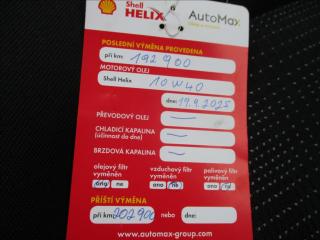 Shell
HELIX
AutoMax
POSLEDNÍ VÝMĚNA PROVEDENA
při km: 192 900
MOTOROVÝ OLEJ
Shell Helix 10W40
dne: 19.9.2025
PŘEVODOVÝ OLEJ —
CHLADICÍ KAPALINA —
(účinnost do dne)
BRZDOVÁ KAPALINA —
olejový filtr vzduchový filtr palivový filtr
vyměněn vyměněn vyměněn
ano ne ano ne ano ne
PŘÍŠTÍ VÝMĚNA
při km: 202900 nebo dne:
www.automax-group.com